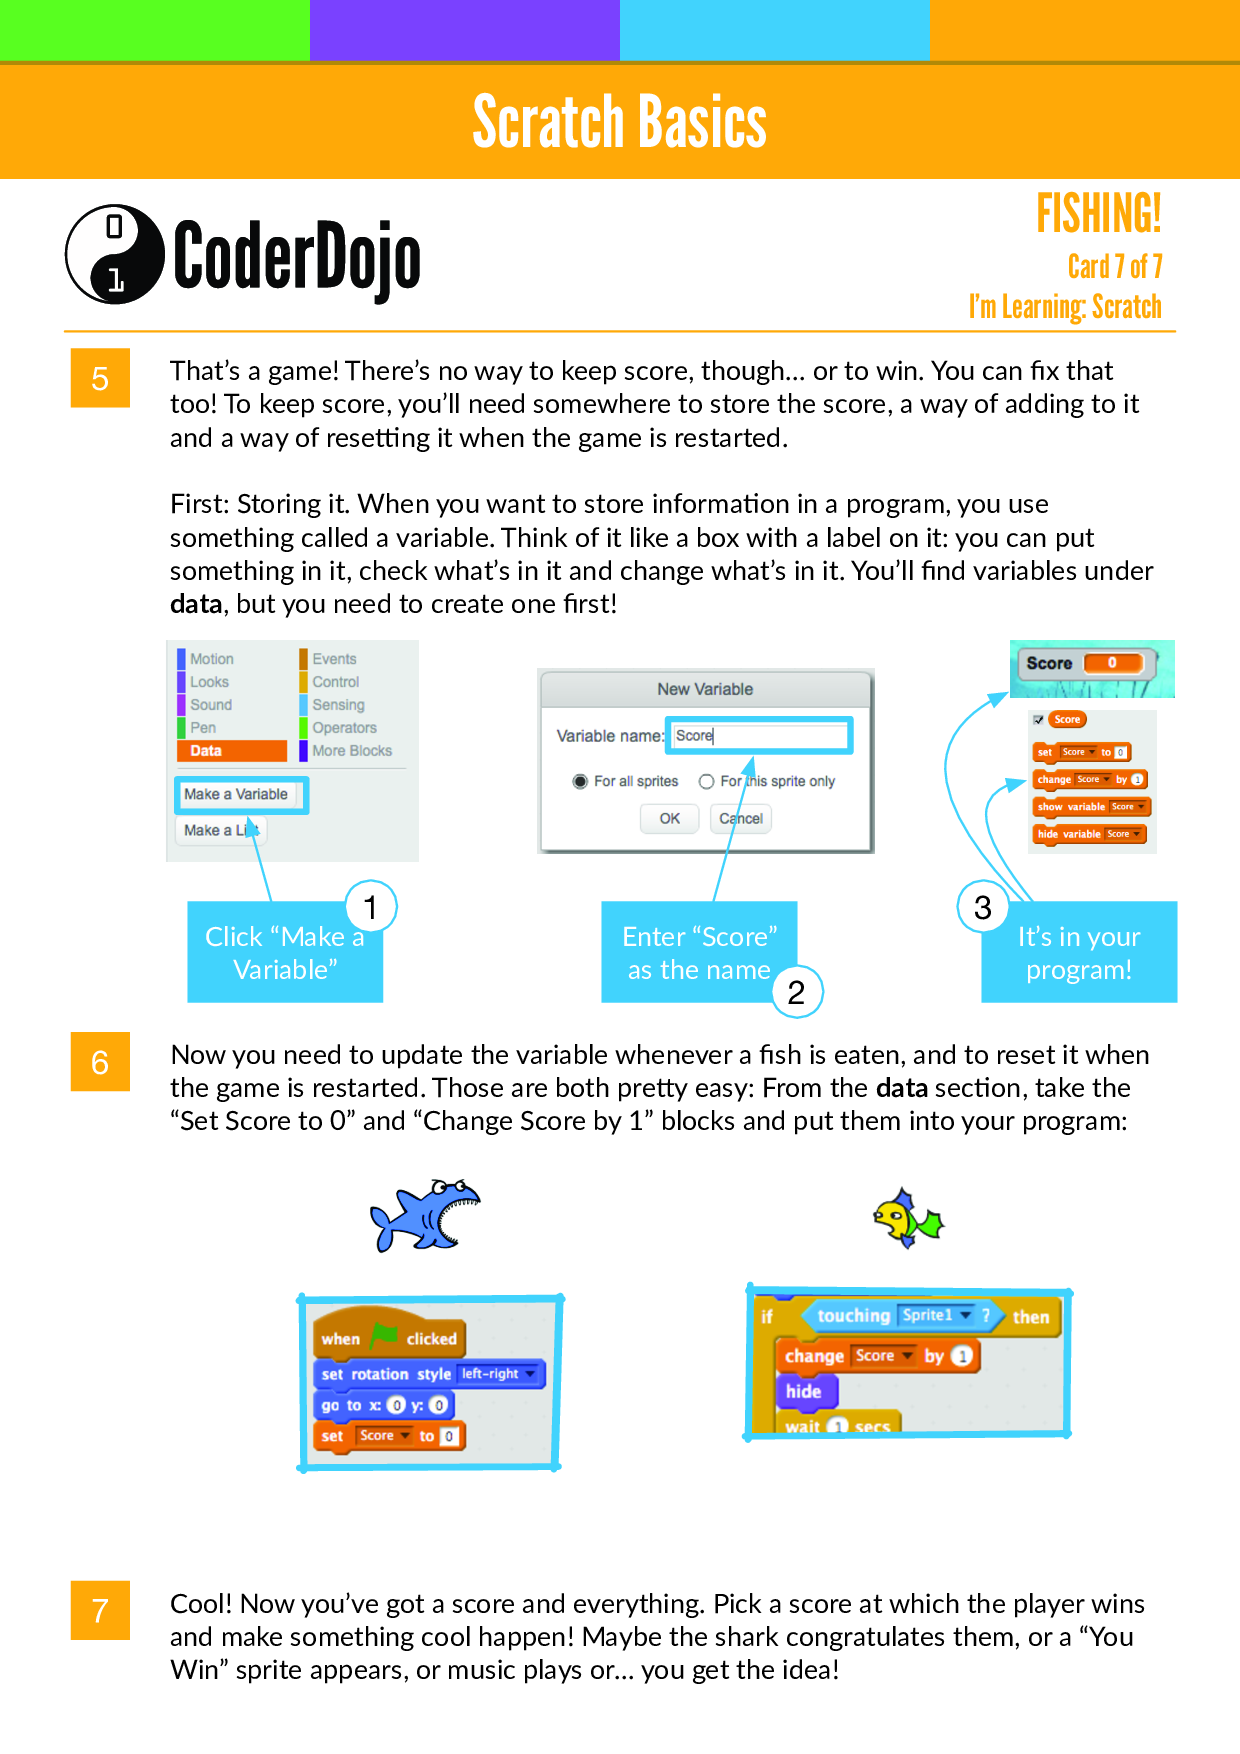 Scratch Basics
0
1
CoderDojo
FISHING!
Card 7 of 7
I'm Learning: Scratch
5
That's a game! There's no way to keep score, though... or to win. You can fix that
too! To keep score, you'll need somewhere to store the score, a way of adding to it
and a way of resetting it when the game is restarted.
First: Storing it. When you want to store information in a program, you use
something called a variable. Think of it like a box with a label on it: you can put
something in it, check what's in it and change what's in it. You'll find variables under
data, but you need to create one first!
Motion Events
Looks Control
Sound Sensing
Pen Operators
Data More Blocks
Make a Variable
Make a List
New Variable
Variable name: Score
For all sprites For this sprite only
OK Cancel
Score 0
Score
set Score to 0
change Score by 1
show variable Score
hide variable Score
1
Click “Make a
Variable”
Enter “Score”
as the name
2
3
It's in your
program!
6
Now you need to update the variable whenever a fish is eaten, and to reset it when
the game is restarted. Those are both pretty easy: From the data section, take the
“Set Score to 0” and “Change Score by 1” blocks and put them into your program:
when clicked
set rotation style left-right
go to x: 0 y: 0
set Score to 0
if touching Sprite1 ? then
change Score by 1
hide
wait 1 secs
7
Cool! Now you've got a score and everything. Pick a score at which the player wins
and make something cool happen! Maybe the shark congratulates them, or a “You
Win” sprite appears, or music plays or... you get the idea!